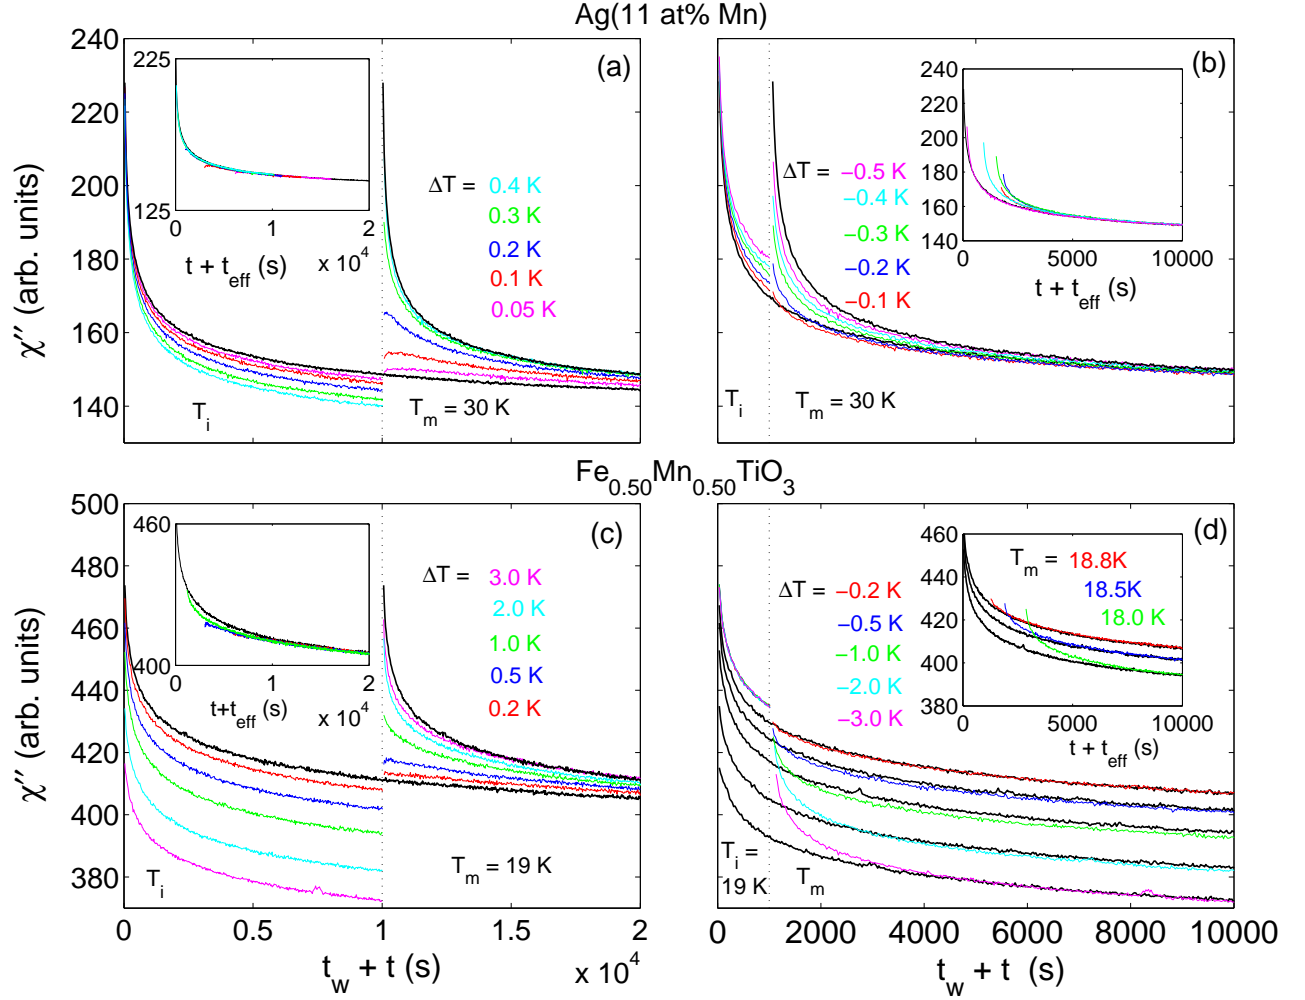 Ag(11 at% Mn)
χ′′ (arb. units)
240
220
200
180
160
140
(a)
225
125
0
1
2
t + t_eff (s)
x 10^4
ΔT = 0.4 K
0.3 K
0.2 K
0.1 K
0.05 K
T_i
T_m = 30 K
(b)
240
220
200
180
160
140
0
5000
10000
t + t_eff (s)
ΔT = −0.5 K
−0.4 K
−0.3 K
−0.2 K
−0.1 K
T_i
T_m = 30 K
Fe_0.50Mn_0.50TiO_3
χ′′ (arb. units)
500
480
460
440
420
400
380
(c)
460
400
0
1
2
t+t_eff (s)
x 10^4
ΔT = 3.0 K
2.0 K
1.0 K
0.5 K
0.2 K
T_i
T_m = 19 K
0
0.5
1
1.5
2
t_w + t (s)
x 10^4
(d)
460
440
420
400
380
T_m = 18.8K
18.5K
18.0 K
0
5000
10000
t + t_eff (s)
ΔT = −0.2 K
−0.5 K
−1.0 K
−2.0 K
−3.0 K
T_i =
19 K
T_m
0
2000
4000
6000
8000
10000
t_w + t (s)